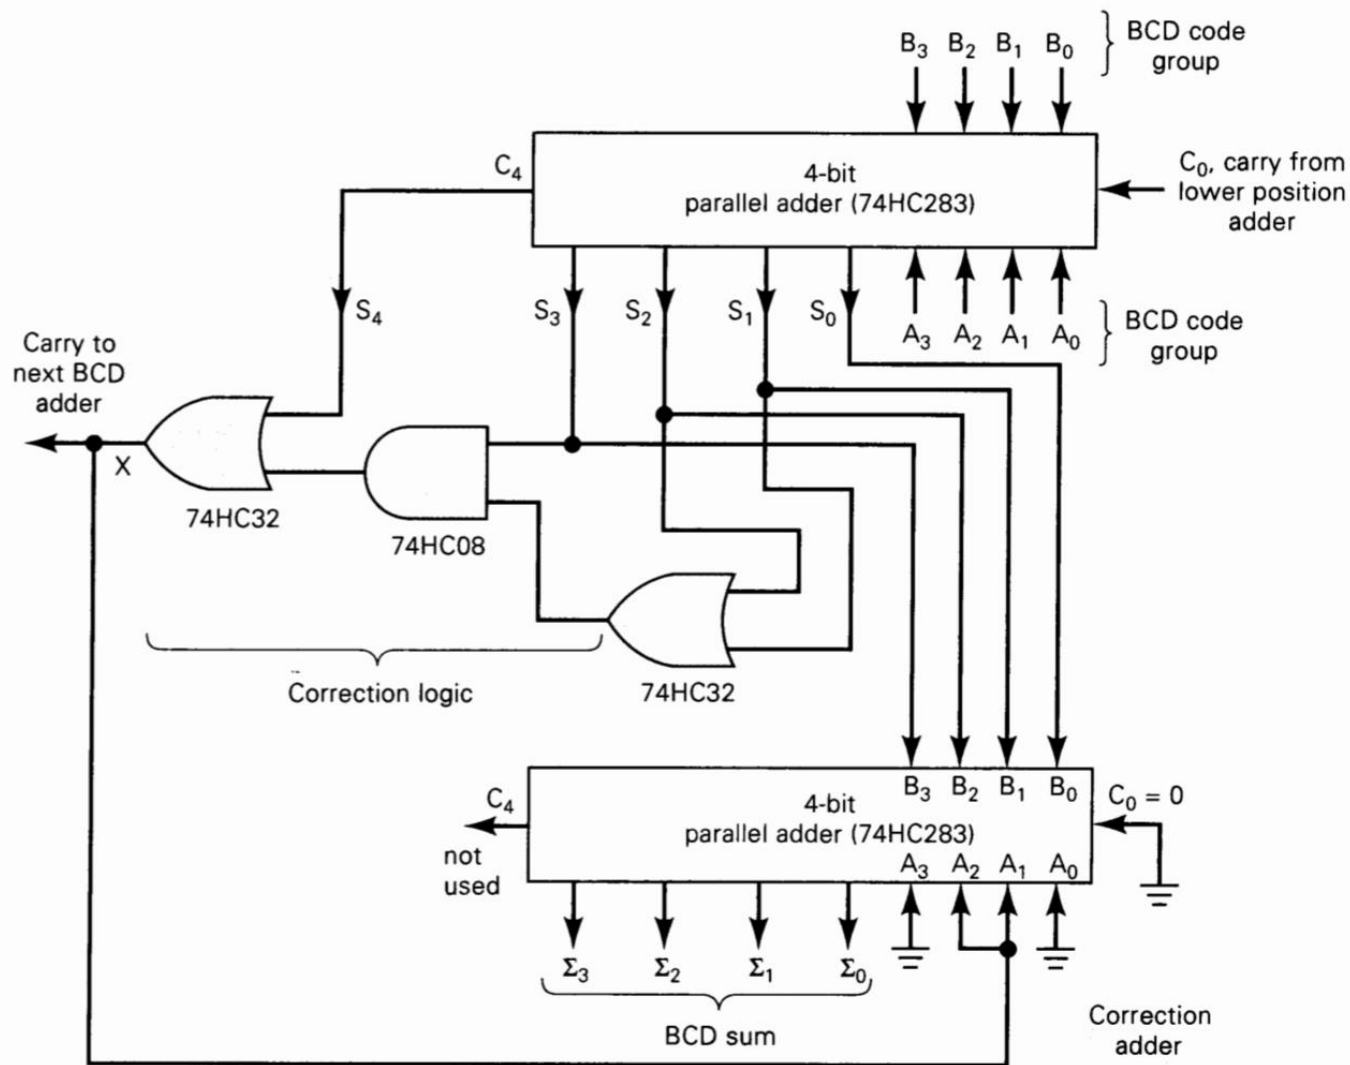 B₃ B₂ B₁ B₀
BCD code
group
C₄
4-bit
parallel adder (74HC283)
C₀, carry from
lower position
adder
S₄
S₃
S₂
S₁
S₀
A₃ A₂ A₁ A₀
BCD code
group
Carry to
next BCD
adder
X
74HC32
74HC08
Correction logic
74HC32
C₄
not
used
4-bit
parallel adder (74HC283)
B₃ B₂ B₁ B₀
A₃ A₂ A₁ A₀
C₀ = 0
Σ₃ Σ₂ Σ₁ Σ₀
BCD sum
Correction
adder